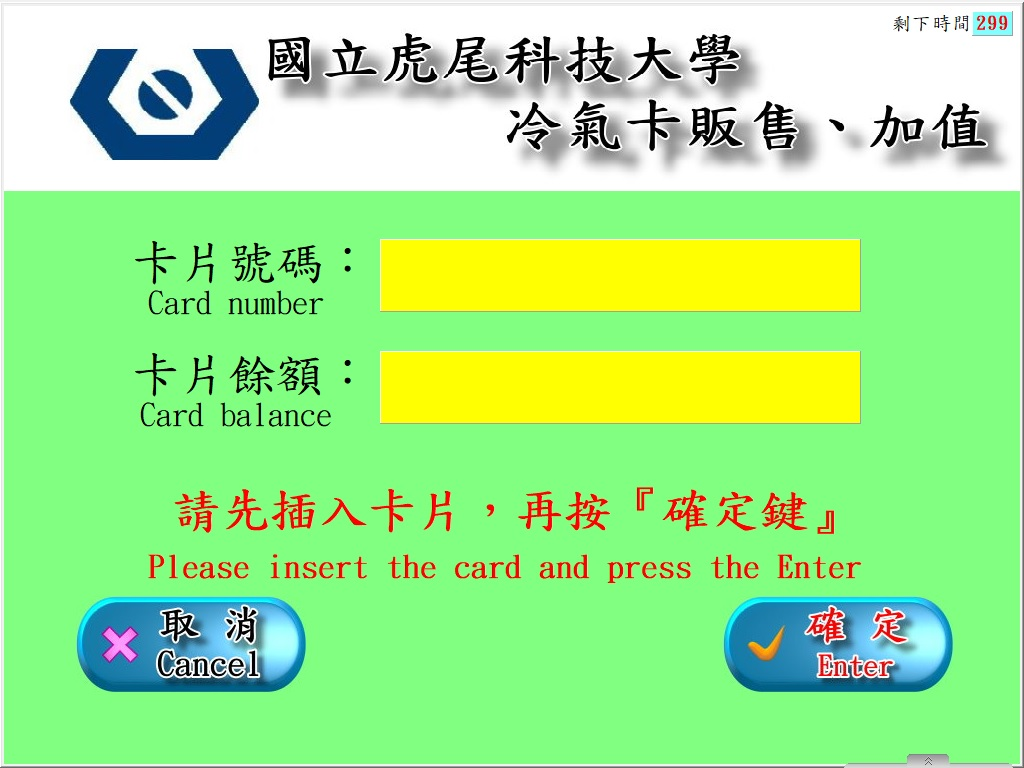 剩下時間 299
國立虎尾科技大學
冷氣卡販售、加值
卡片號碼：
Card number
卡片餘額：
Card balance
請先插入卡片，再按『確定鍵』
Please insert the card and press the Enter
取 消
Cancel
確 定
Enter